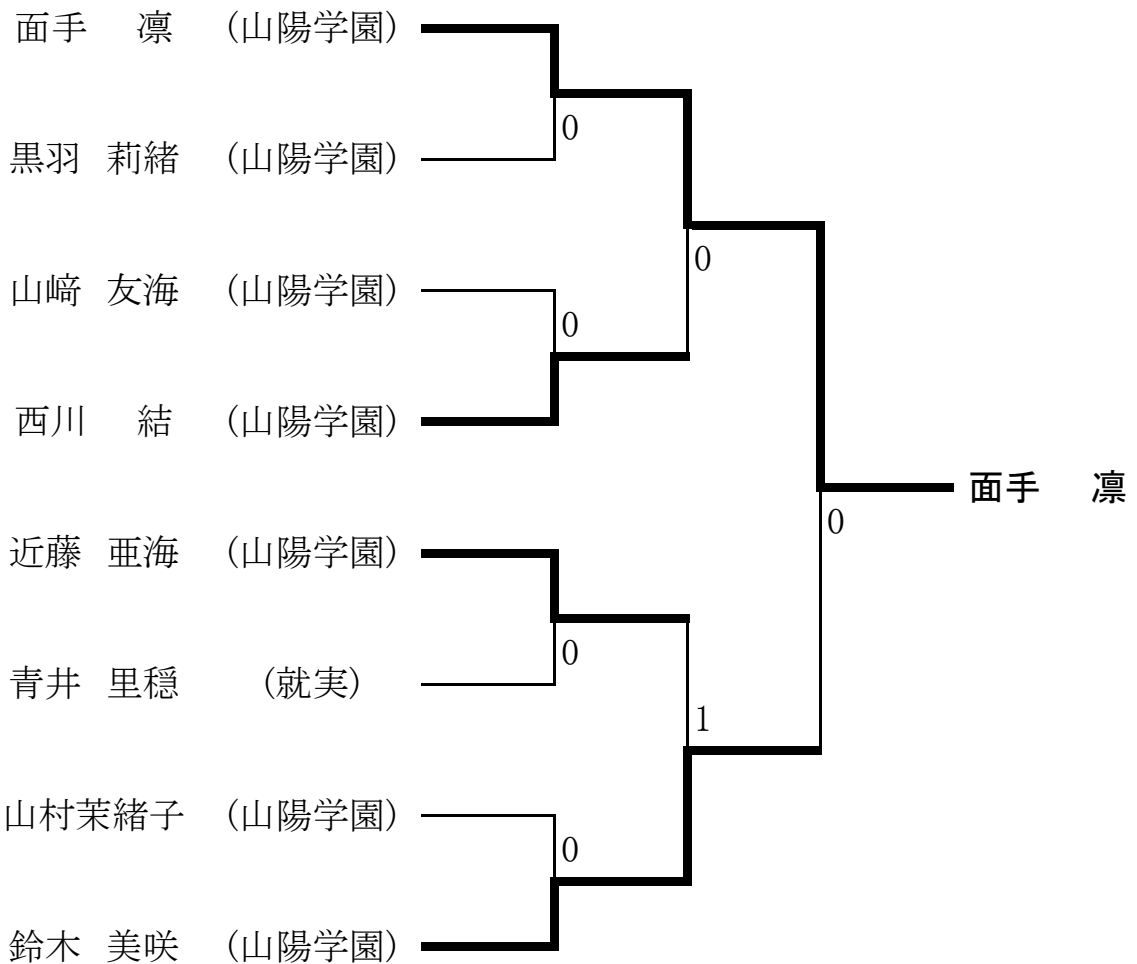 面手 凛 (山陽学園)
0
黒羽 莉緒 (山陽学園)
0
山﨑 友海 (山陽学園)
0
西川 結 (山陽学園)
面手 凛
0
近藤 亜海 (山陽学園)
0
青井 里穏 (就実)
1
山村茉緒子 (山陽学園)
0
鈴木 美咲 (山陽学園)